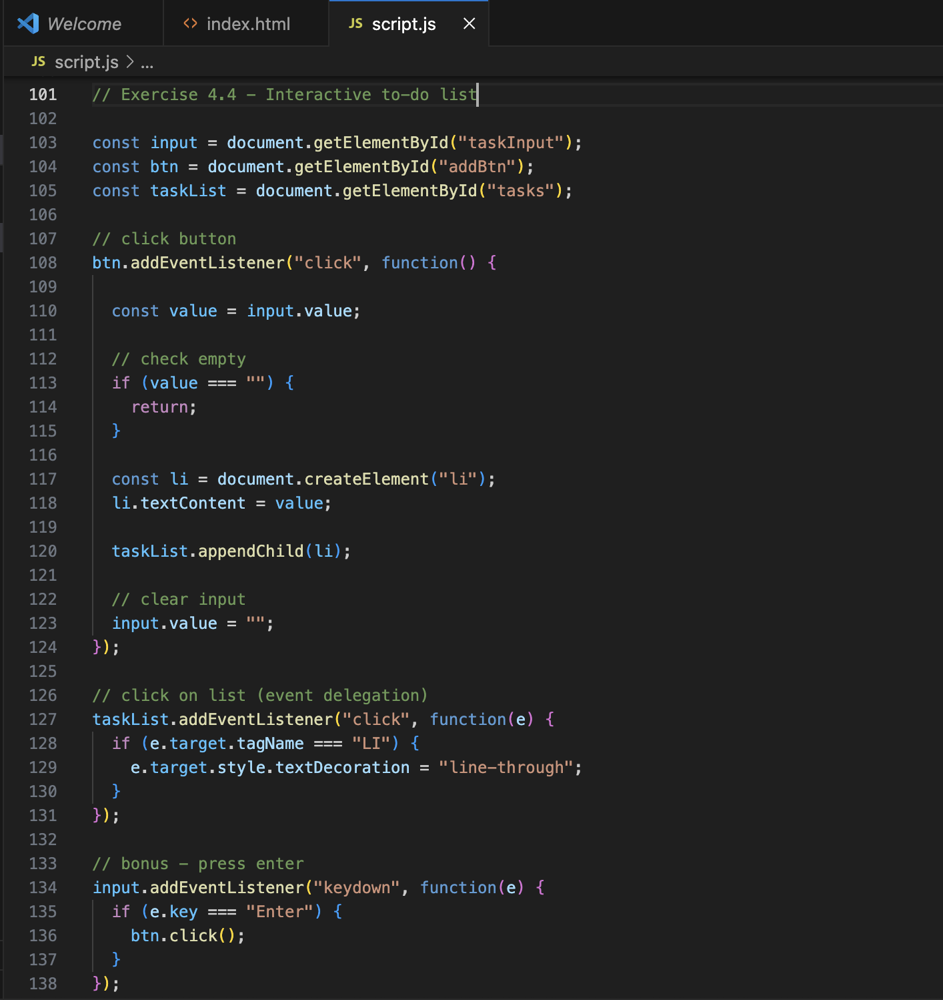 Welcome
<> index.html
JS script.js ×
JS script.js > ...
101 // Exercise 4.4 – Interactive to-do list
102
103 const input = document.getElementById("taskInput");
104 const btn = document.getElementById("addBtn");
105 const taskList = document.getElementById("tasks");
106
107 // click button
108 btn.addEventListener("click", function() {
109
110   const value = input.value;
111
112   // check empty
113   if (value === "") {
114     return;
115   }
116
117   const li = document.createElement("li");
118   li.textContent = value;
119
120   taskList.appendChild(li);
121
122   // clear input
123   input.value = "";
124 });
125
126 // click on list (event delegation)
127 taskList.addEventListener("click", function(e) {
128   if (e.target.tagName === "LI") {
129     e.target.style.textDecoration = "line-through";
130   }
131 });
132
133 // bonus – press enter
134 input.addEventListener("keydown", function(e) {
135   if (e.key === "Enter") {
136     btn.click();
137   }
138 });